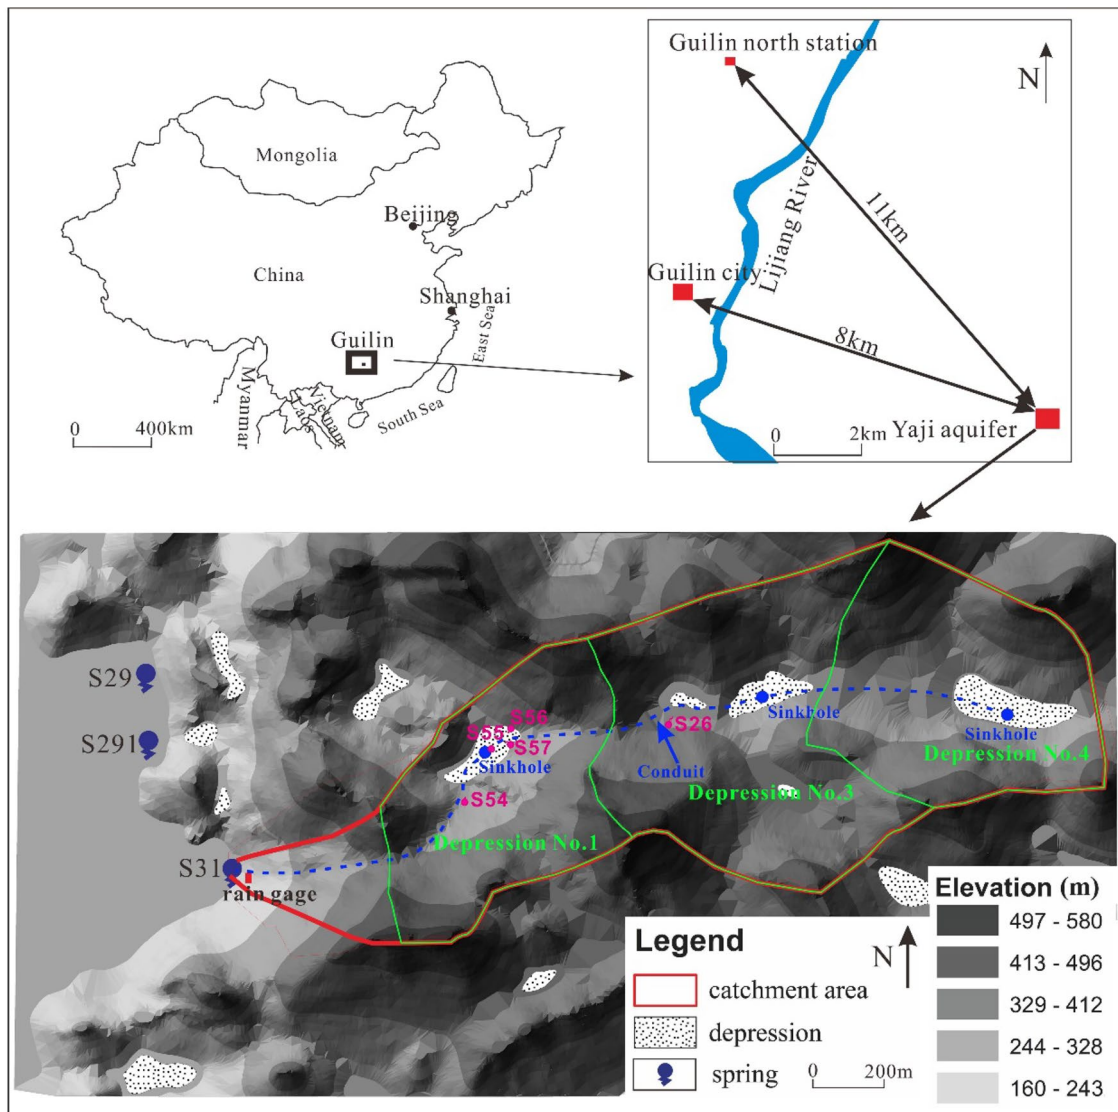 Mongolia
Beijing
China
Shanghai
Guilin
East Sea
Myanmar
Laos
Vietnam
South Sea
0 400km
Guilin north station
N
Lijiang River
11km
Guilin city
8km
0 2km
Yaji aquifer
S29
S291
S31
rain gage
S56
S55
S57
Sinkhole
S54
Depression No.1
S26
Conduit
Sinkhole
Depression No.3
Sinkhole
Depression No.4
Legend
N
catchment area
depression
spring
0 200m
Elevation (m)
497 - 580
413 - 496
329 - 412
244 - 328
160 - 243